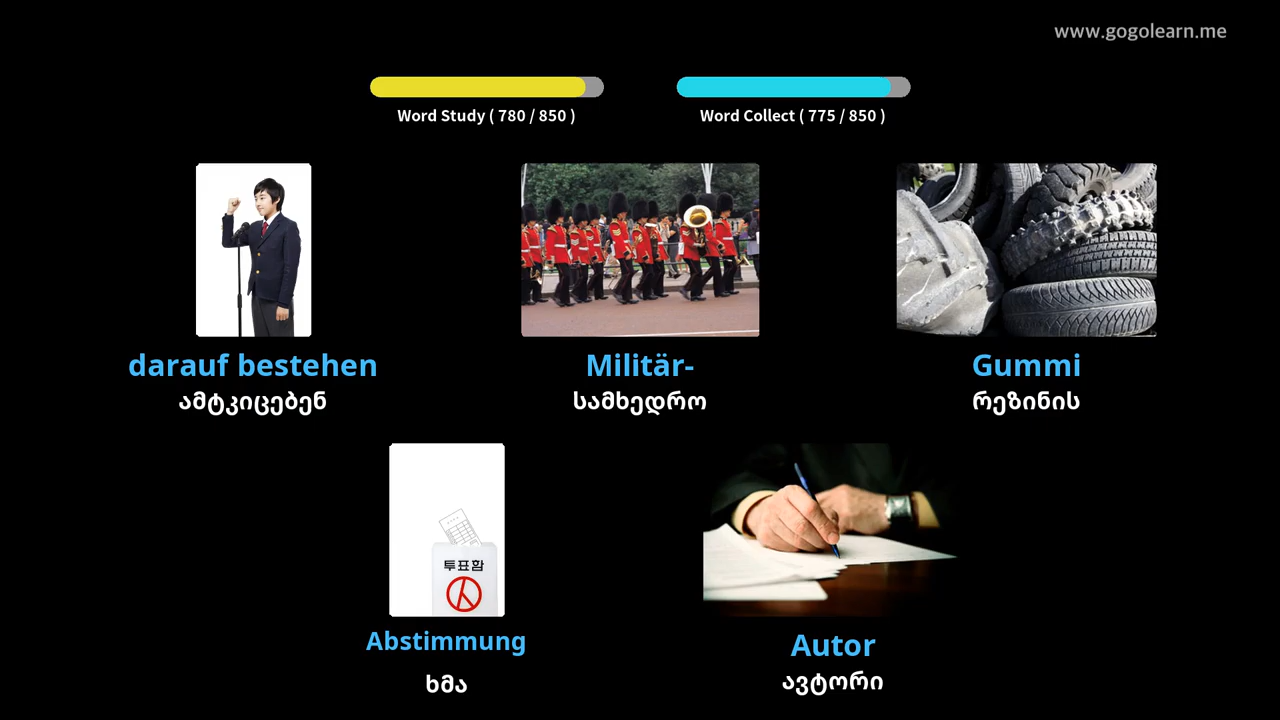 www.gogolearn.me
Word Study ( 780 / 850 )
Word Collect ( 775 / 850 )
darauf bestehen
ამტკიცებენ
Militär-
სამხედრო
Gummi
რეზინის
투표함
Abstimmung
ხმა
Autor
ავტორი